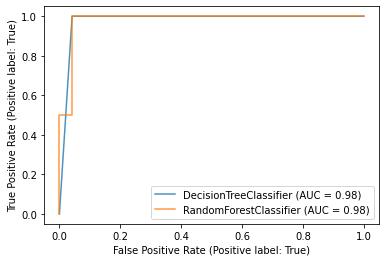 1.0
0.8
0.6
0.4
0.2
0.0
True Positive Rate (Positive label: True)
DecisionTreeClassifier (AUC = 0.98)
RandomForestClassifier (AUC = 0.98)
0.0 0.2 0.4 0.6 0.8 1.0
False Positive Rate (Positive label: True)